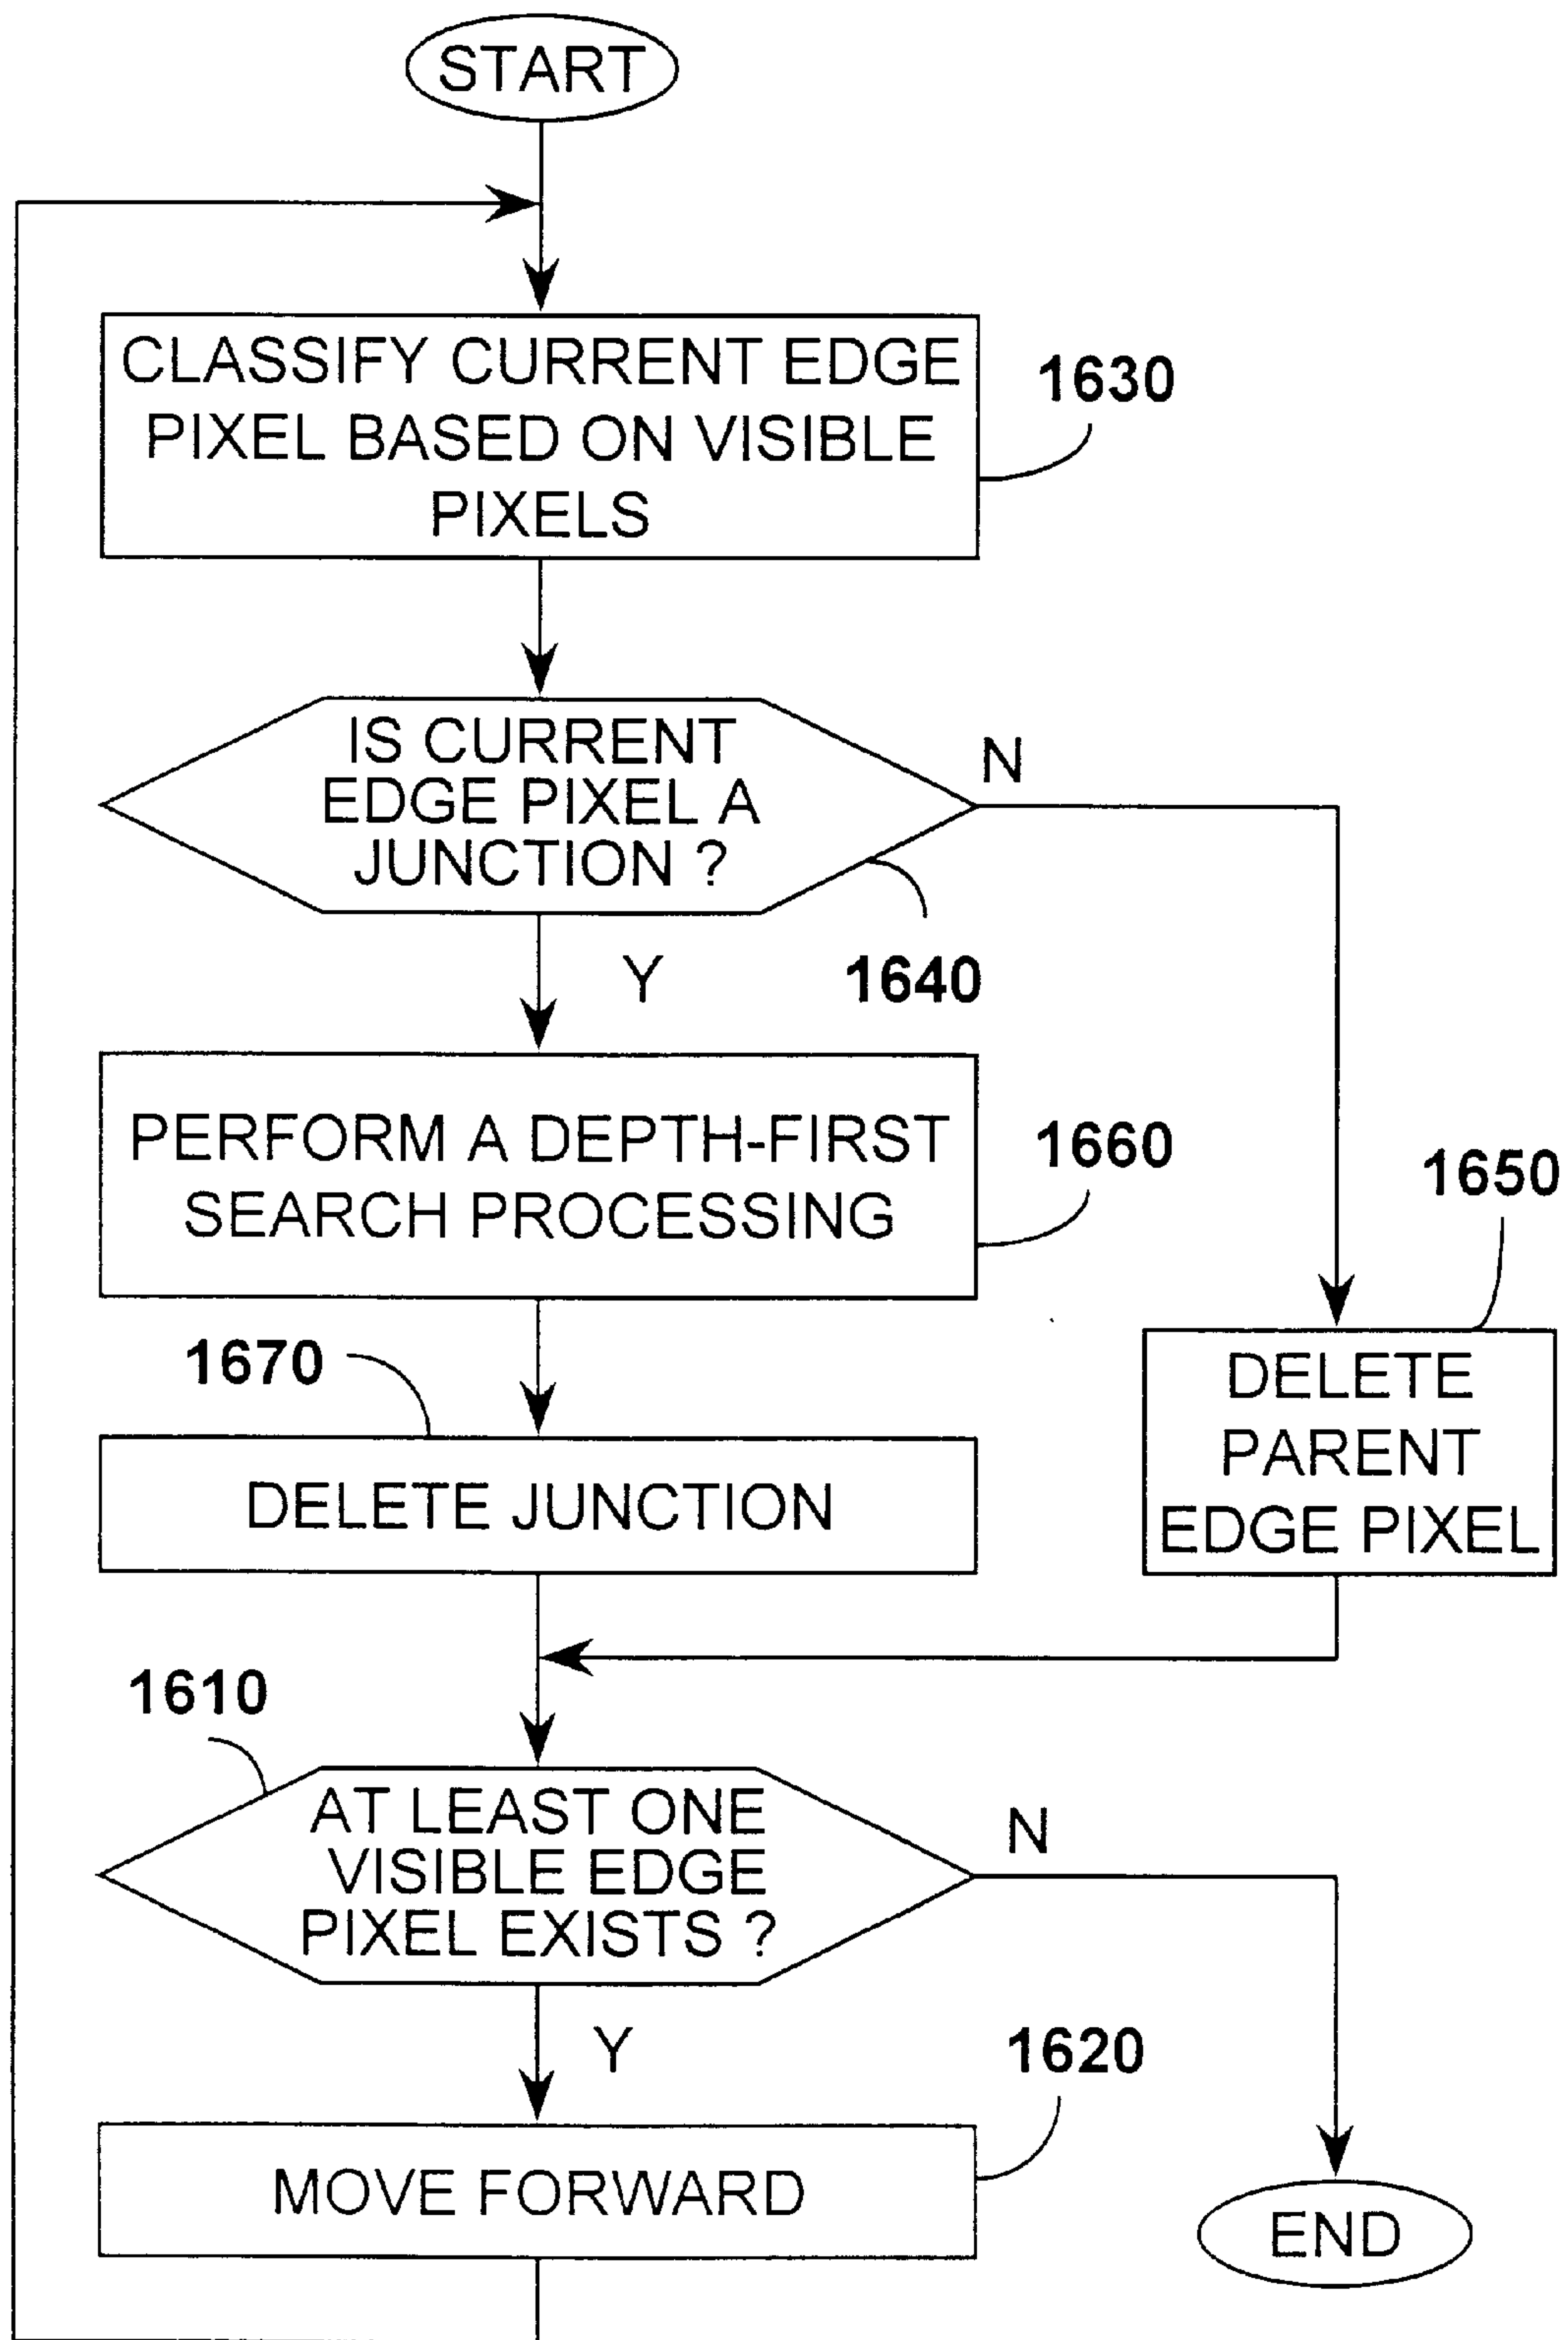 START
CLASSIFY CURRENT EDGE
PIXEL BASED ON VISIBLE
PIXELS
1630
IS CURRENT
EDGE PIXEL A
JUNCTION ?
N
Y
1640
PERFORM A DEPTH-FIRST
SEARCH PROCESSING
1660
1650
1670
DELETE JUNCTION
DELETE
PARENT
EDGE PIXEL
1610
AT LEAST ONE
VISIBLE EDGE
PIXEL EXISTS ?
N
Y
1620
MOVE FORWARD
END